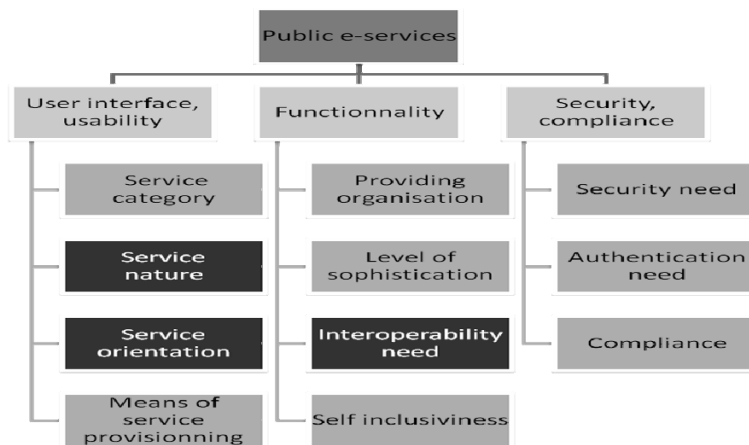 Public e-services
User interface,
usability
Functionnality
Security,
compliance
Service
category
Service
nature
Service
orientation
Means of
service
provisionning
Providing
organisation
Level of
sophistication
Interoperability
need
Self inclusiviness
Security need
Authentication
need
Compliance